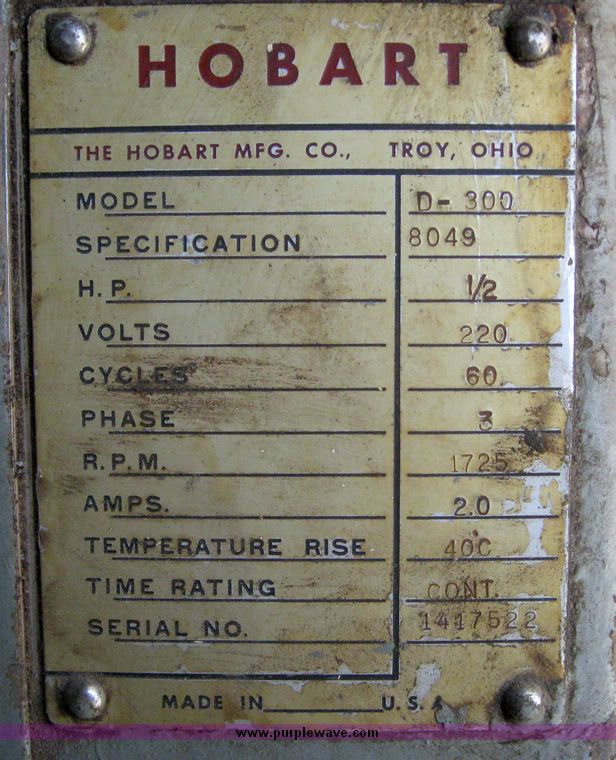 HOBART
THE HOBART MFG. CO., TROY, OHIO
MODEL D-300
SPECIFICATION 8049
H.P. 1/2
VOLTS 220
CYCLES 60
PHASE 3
R.P.M. 1725
AMPS. 2.0
TEMPERATURE RISE 40C
TIME RATING CONT.
SERIAL NO. 1417522
MADE IN U.S.A
www.purplewave.com